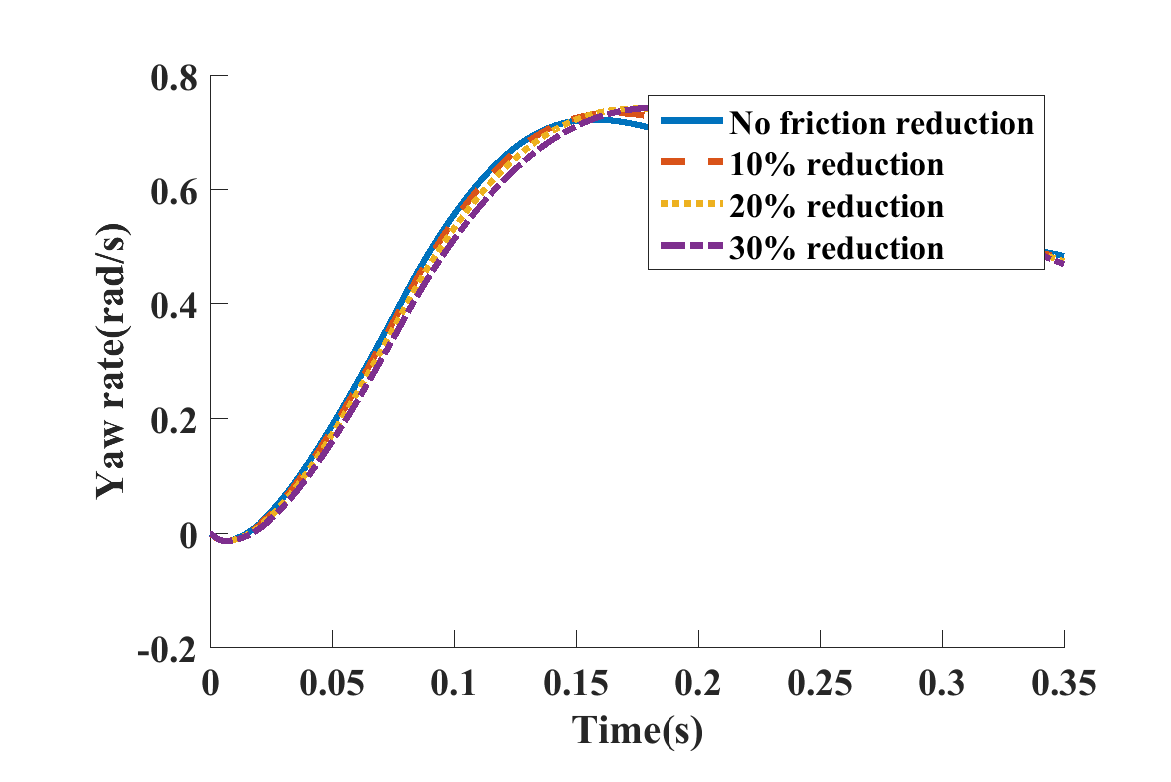 0.8
0.6
0.4
0.2
0
-0.2
Yaw rate(rad/s)
No friction reduction
10% reduction
20% reduction
30% reduction
0 0.05 0.1 0.15 0.2 0.25 0.3 0.35
Time(s)